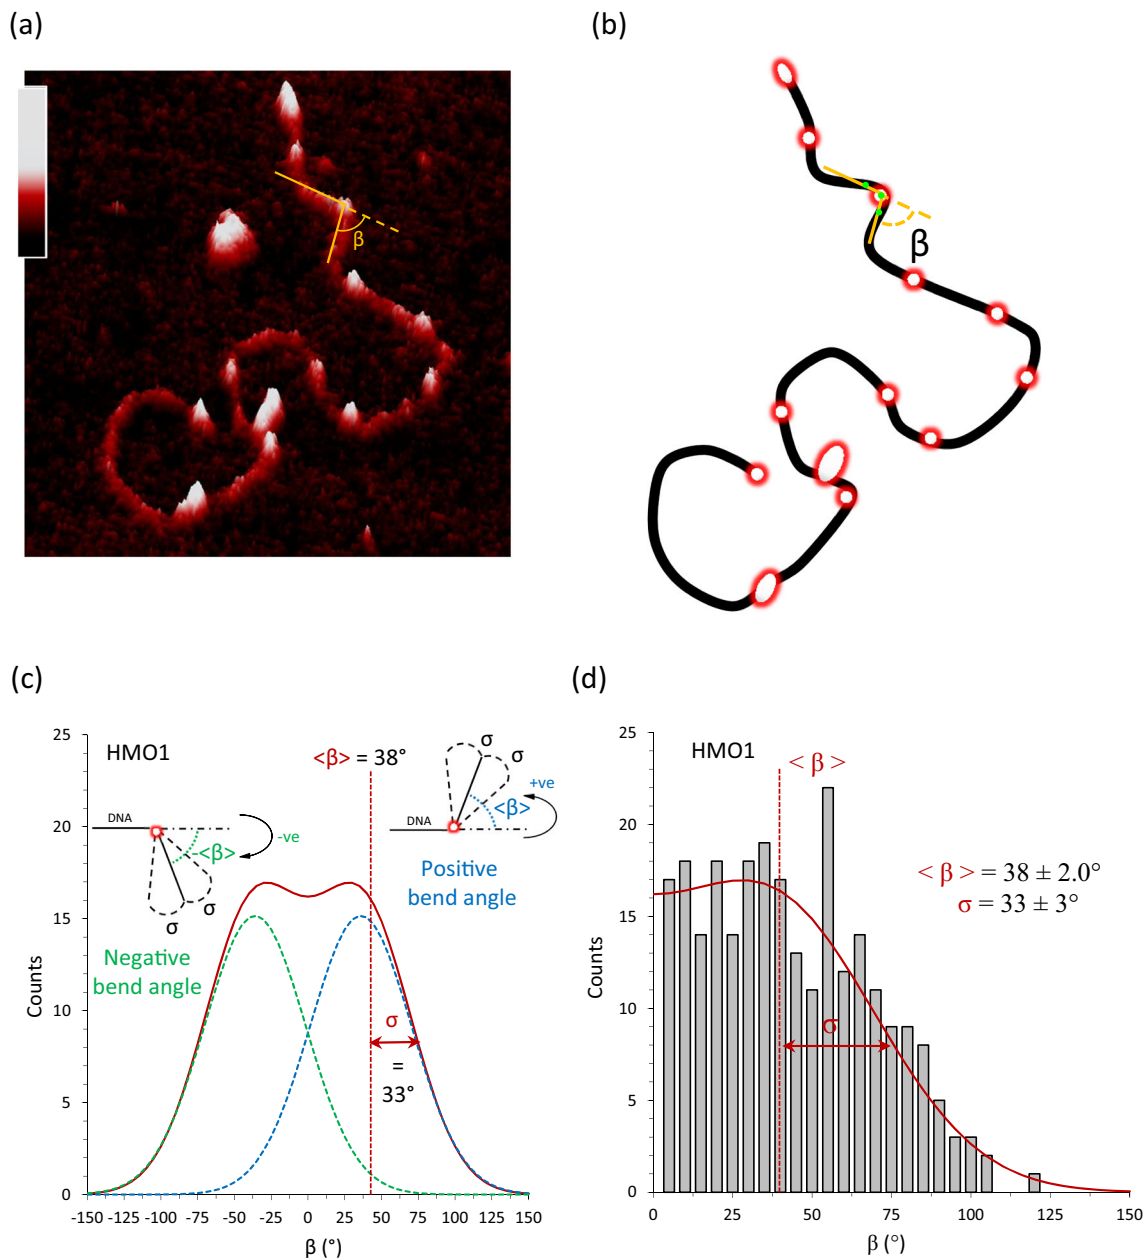 (a)
(b)
β
β
(c)
(d)
HMO1
<β> = 38°
σ
σ
+ve
DNA
<β>
Positive
bend angle
DNA
-ve
-<β>
σ
σ
Negative
bend angle
σ
=
33°
Counts
25
20
15
10
5
0
-150 -125 -100 -75 -50 -25 0 25 50 75 100 125 150
β (°)
HMO1
< β >
< β > = 38 ± 2.0°
σ = 33 ± 3°
σ
Counts
25
20
15
10
5
0
0 25 50 75 100 125 150
β (°)